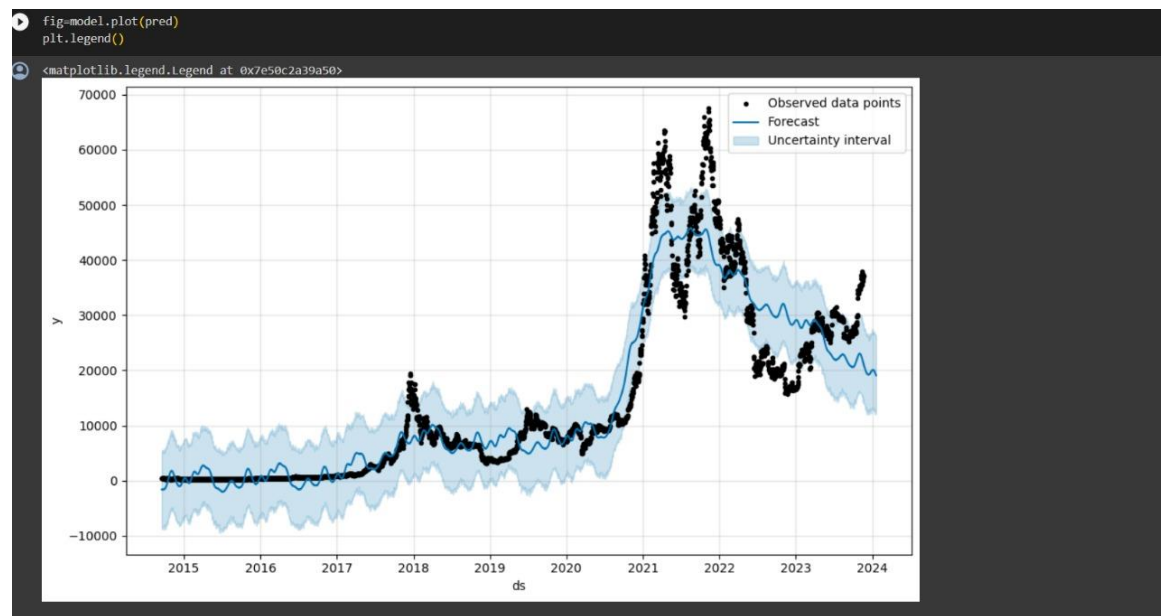 fig=model.plot(pred)
plt.legend()
<matplotlib.legend.Legend at 0x7e50c2a39a50>
70000
60000
50000
40000
30000
20000
10000
0
−10000
y
Observed data points
Forecast
Uncertainty interval
2015 2016 2017 2018 2019 2020 2021 2022 2023 2024
ds